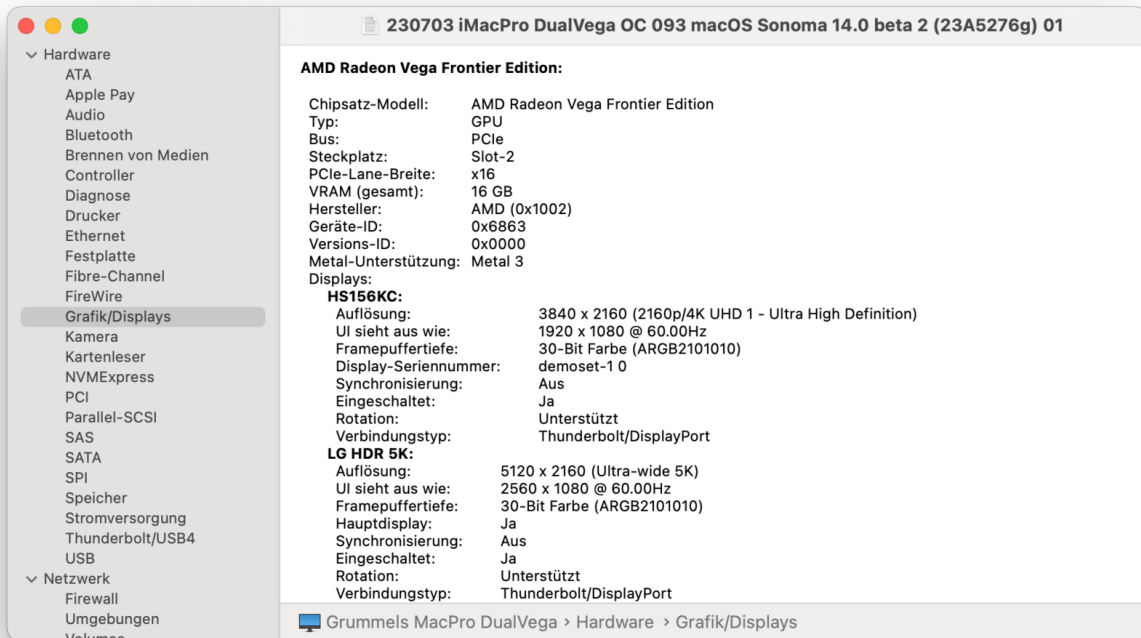 230703 iMacPro DualVega OC 093 macOS Sonoma 14.0 beta 2 (23A5276g) 01
Hardware
ATA
Apple Pay
Audio
Bluetooth
Brennen von Medien
Controller
Diagnose
Drucker
Ethernet
Festplatte
Fibre-Channel
FireWire
Grafik/Displays
Kamera
Kartenleser
NVMExpress
PCI
Parallel-SCSI
SAS
SATA
SPI
Speicher
Stromversorgung
Thunderbolt/USB4
USB
Netzwerk
Firewall
Umgebungen
Volumes
AMD Radeon Vega Frontier Edition:
Chipsatz-Modell: AMD Radeon Vega Frontier Edition
Typ: GPU
Bus: PCIe
Steckplatz: Slot-2
PCIe-Lane-Breite: x16
VRAM (gesamt): 16 GB
Hersteller: AMD (0x1002)
Geräte-ID: 0x6863
Versions-ID: 0x0000
Metal-Unterstützung: Metal 3
Displays:
HS156KC:
Auflösung: 3840 x 2160 (2160p/4K UHD 1 - Ultra High Definition)
UI sieht aus wie: 1920 x 1080 @ 60.00Hz
Framepuffertiefe: 30-Bit Farbe (ARGB2101010)
Display-Seriennummer: demoset-1 0
Synchronisierung: Aus
Eingeschaltet: Ja
Rotation: Unterstützt
Verbindungstyp: Thunderbolt/DisplayPort
LG HDR 5K:
Auflösung: 5120 x 2160 (Ultra-wide 5K)
UI sieht aus wie: 2560 x 1080 @ 60.00Hz
Framepuffertiefe: 30-Bit Farbe (ARGB2101010)
Hauptdisplay: Ja
Synchronisierung: Aus
Eingeschaltet: Ja
Rotation: Unterstützt
Verbindungstyp: Thunderbolt/DisplayPort
Grummels MacPro DualVega › Hardware › Grafik/Displays